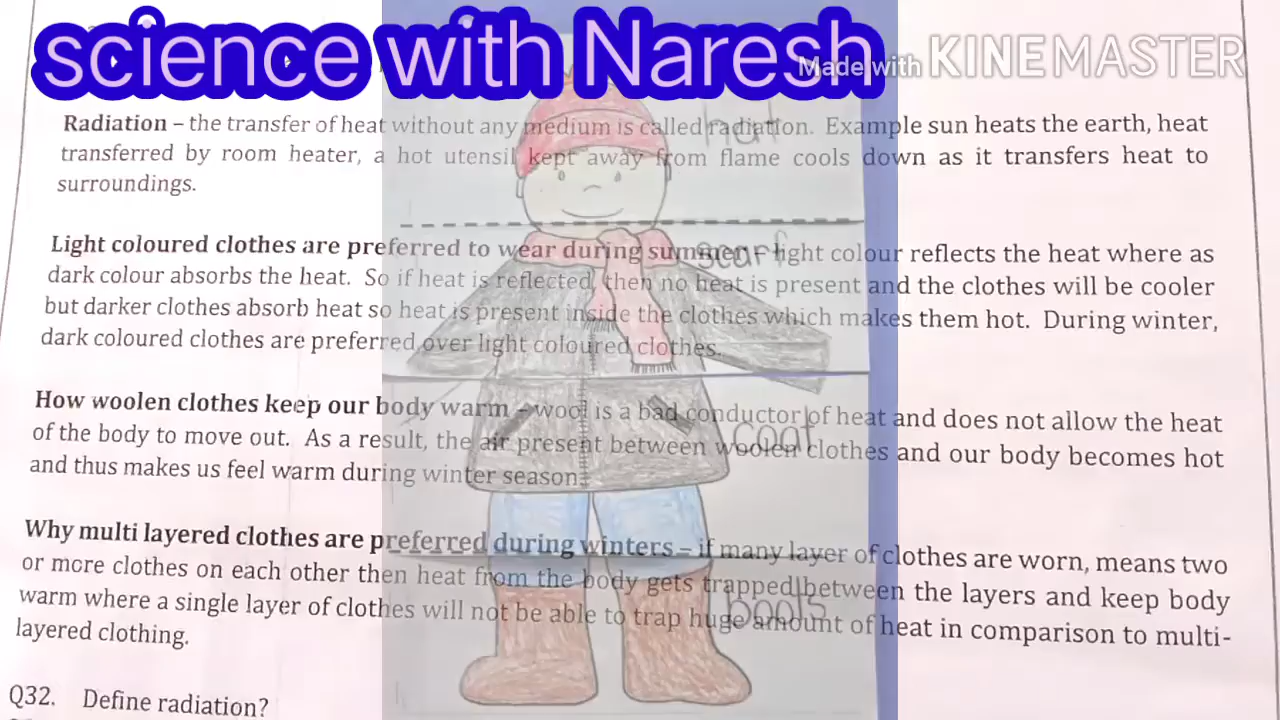 science with Naresh
Made with KINEMASTER
Radiation – the transfer of heat without any medium is called radiation. Example sun heats the earth, heat
transferred by room heater, a hot utensil kept away from flame cools down as it transfers heat to
surroundings.
Light coloured clothes are preferred to wear during summer – light colour reflects the heat where as
dark colour absorbs the heat. So if heat is reflected, then no heat is present and the clothes will be cooler
but darker clothes absorb heat so heat is present inside the clothes which makes them hot. During winter,
dark coloured clothes are preferred over light coloured clothes.
How woolen clothes keep our body warm – wool is a bad conductor of heat and does not allow the heat
of the body to move out. As a result, the air present between woolen clothes and our body becomes hot
and thus makes us feel warm during winter season.
Why multi layered clothes are preferred during winters – if many layer of clothes are worn, means two
or more clothes on each other then heat from the body gets trapped between the layers and keep body
warm where a single layer of clothes will not be able to trap huge amount of heat in comparison to multi-
layered clothing.
Q32. Define radiation?
hat
scarf
coat
boots